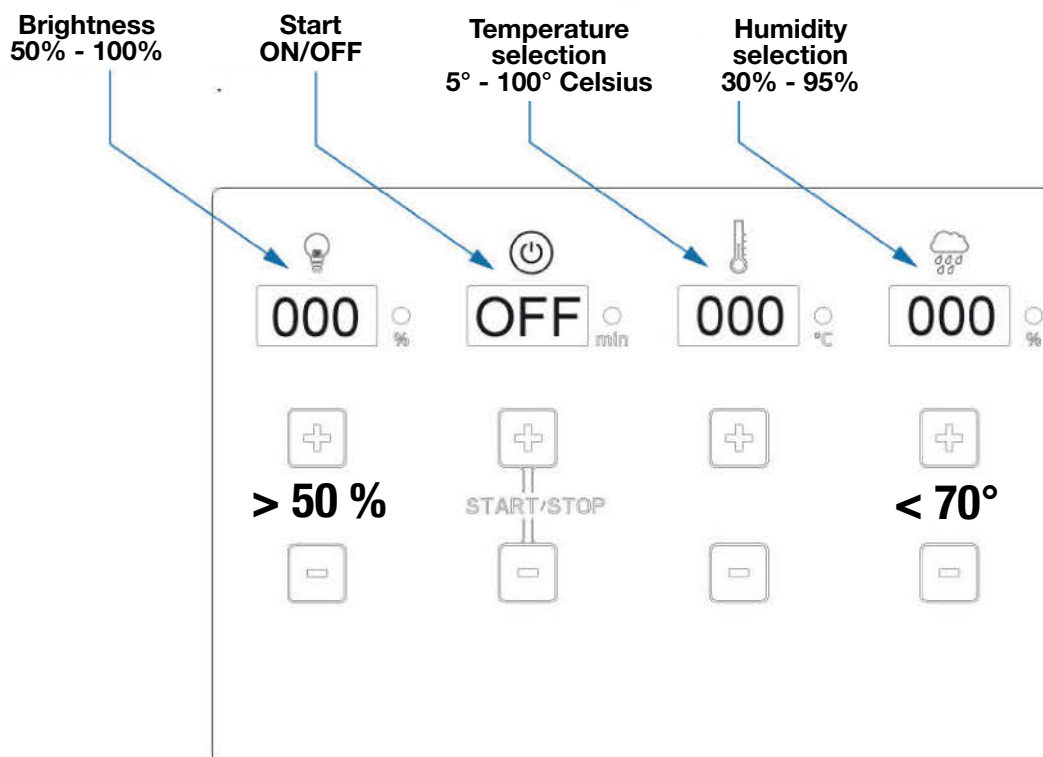 Brightness
50% - 100%
Start
ON/OFF
Temperature
selection
5° - 100° Celsius
Humidity
selection
30% - 95%
000 %
OFF min
000 °C
000 %
> 50 %
START/STOP
< 70°